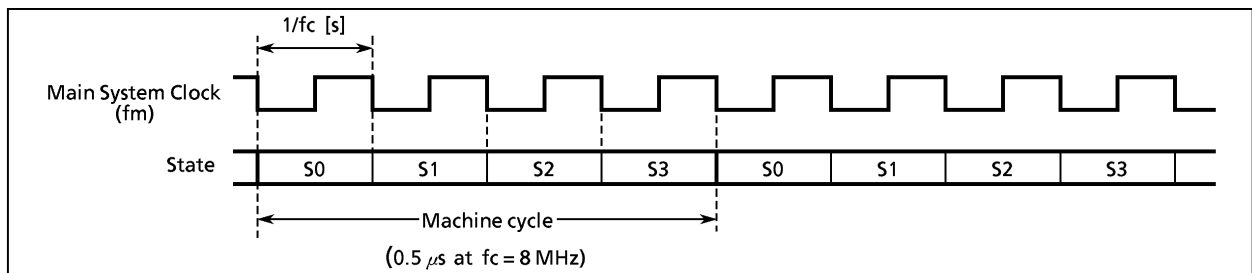 1/fc [s]
Main System Clock
(fm)
State
S0 S1 S2 S3 S0 S1 S2 S3
Machine cycle
(0.5 μs at fc = 8 MHz)